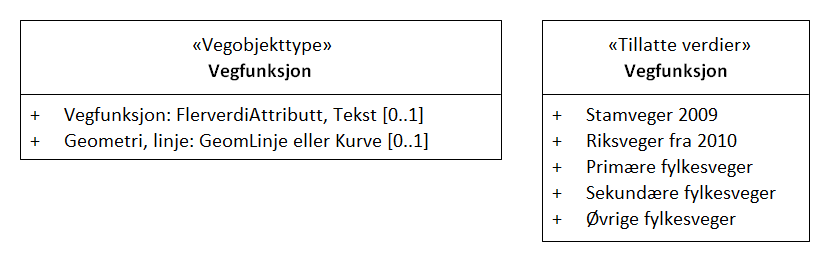 «Vegobjekttype»
Vegfunksjon
+ Vegfunksjon: FlerverdiAttributt, Tekst [0..1]
+ Geometri, linje: GeomLinje eller Kurve [0..1]
«Tillatte verdier»
Vegfunksjon
+ Stamveger 2009
+ Riksveger fra 2010
+ Primære fylkesveger
+ Sekundære fylkesveger
+ Øvrige fylkesveger